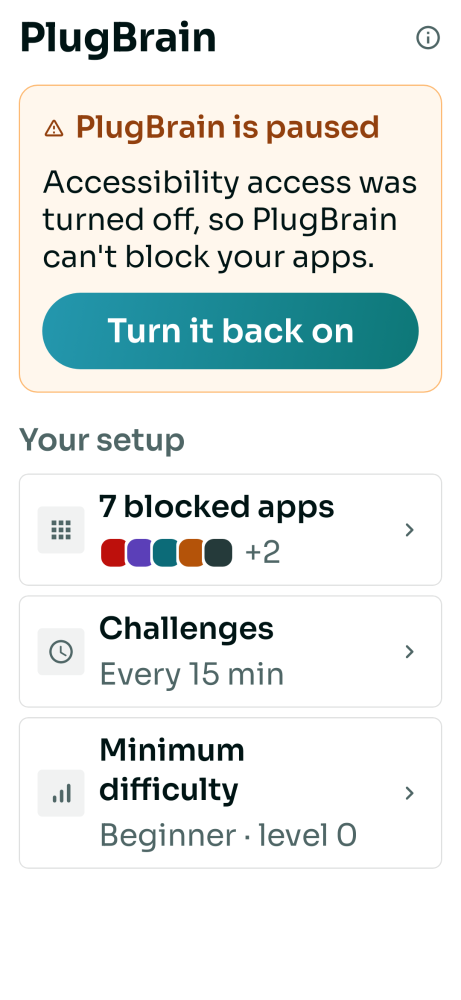 PlugBrain
PlugBrain is paused
Accessibility access was
turned off, so PlugBrain
can't block your apps.
Turn it back on
Your setup
7 blocked apps
+2
Challenges
Every 15 min
Minimum
difficulty
Beginner · level 0